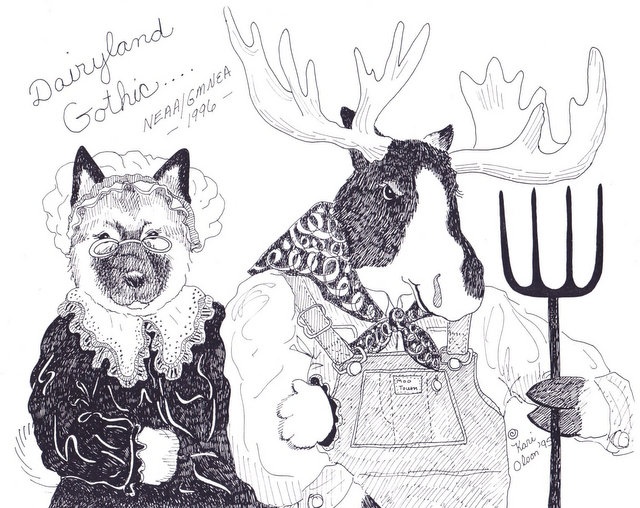 Dairyland
Gothic....
NEAA/GMNEA
- 1996 -
Moo
Town
© Kari
Olson '95